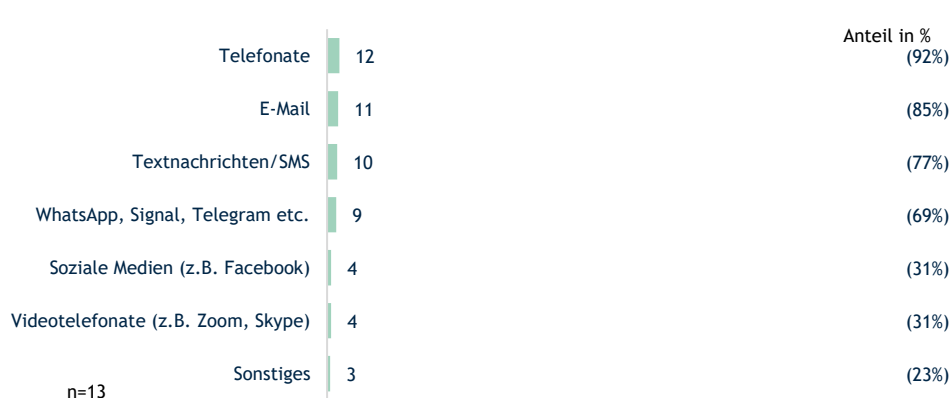 Anteil in %
Telefonate 12 (92%)
E-Mail 11 (85%)
Textnachrichten/SMS 10 (77%)
WhatsApp, Signal, Telegram etc. 9 (69%)
Soziale Medien (z.B. Facebook) 4 (31%)
Videotelefonate (z.B. Zoom, Skype) 4 (31%)
Sonstiges 3 (23%)
n=13